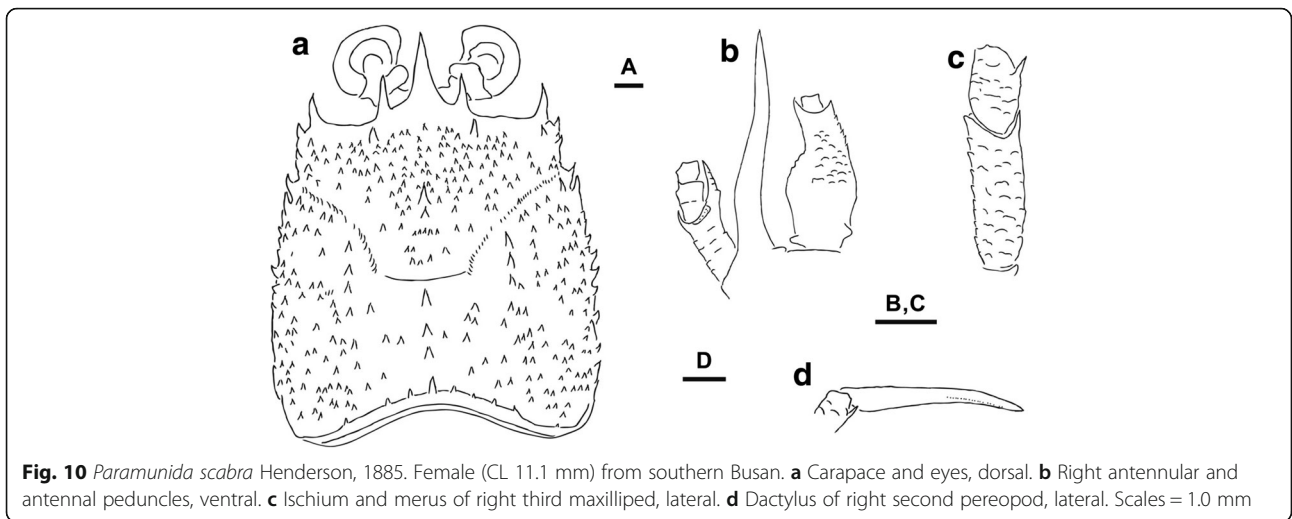 a
A
b
c
B,C
D
d
Fig. 10 Paramunida scabra Henderson, 1885. Female (CL 11.1 mm) from southern Busan. a Carapace and eyes, dorsal. b Right antennular and
antennal peduncles, ventral. c Ischium and merus of right third maxilliped, lateral. d Dactylus of right second pereopod, lateral. Scales = 1.0 mm